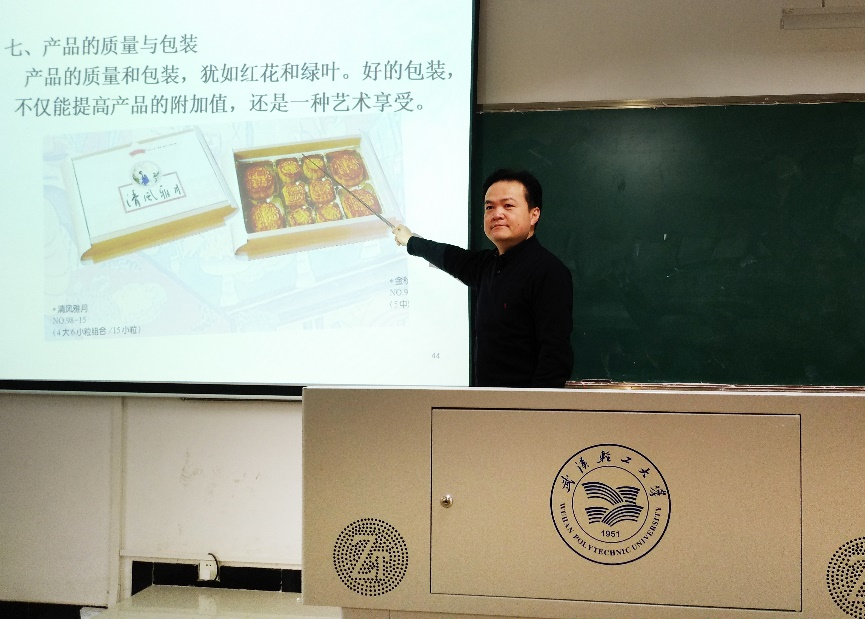 七、产品的质量与包装
产品的质量和包装，犹如红花和绿叶。好的包装，
不仅能提高产品的附加值，还是一种艺术享受。
清风雅月
• 清风雅月
NO:98-15
(4大6小粒组合/15小粒)
44
武汉轻工大学
WUHAN POLYTECHNIC UNIVERSITY
1951